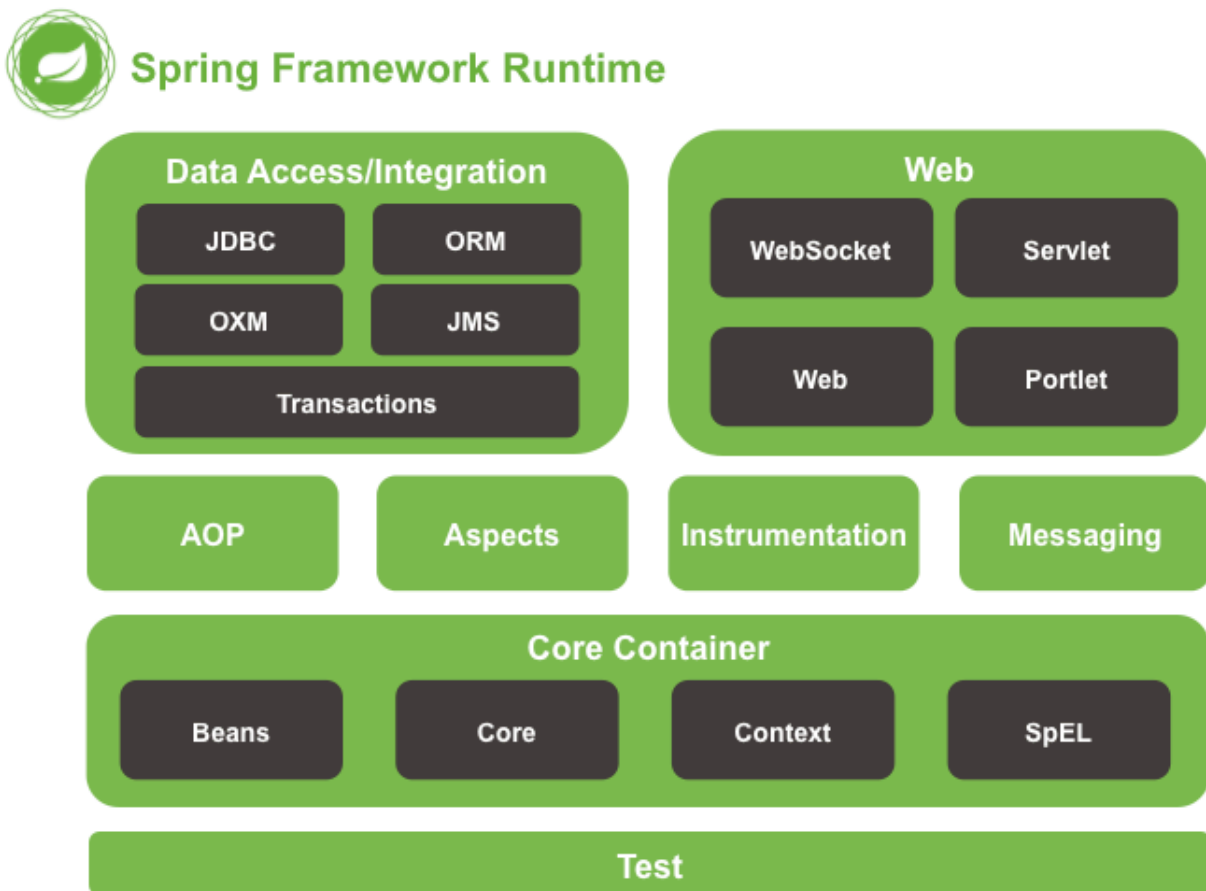 Spring Framework Runtime
Data Access/Integration
JDBC
ORM
OXM
JMS
Transactions
Web
WebSocket
Servlet
Web
Portlet
AOP
Aspects
Instrumentation
Messaging
Core Container
Beans
Core
Context
SpEL
Test